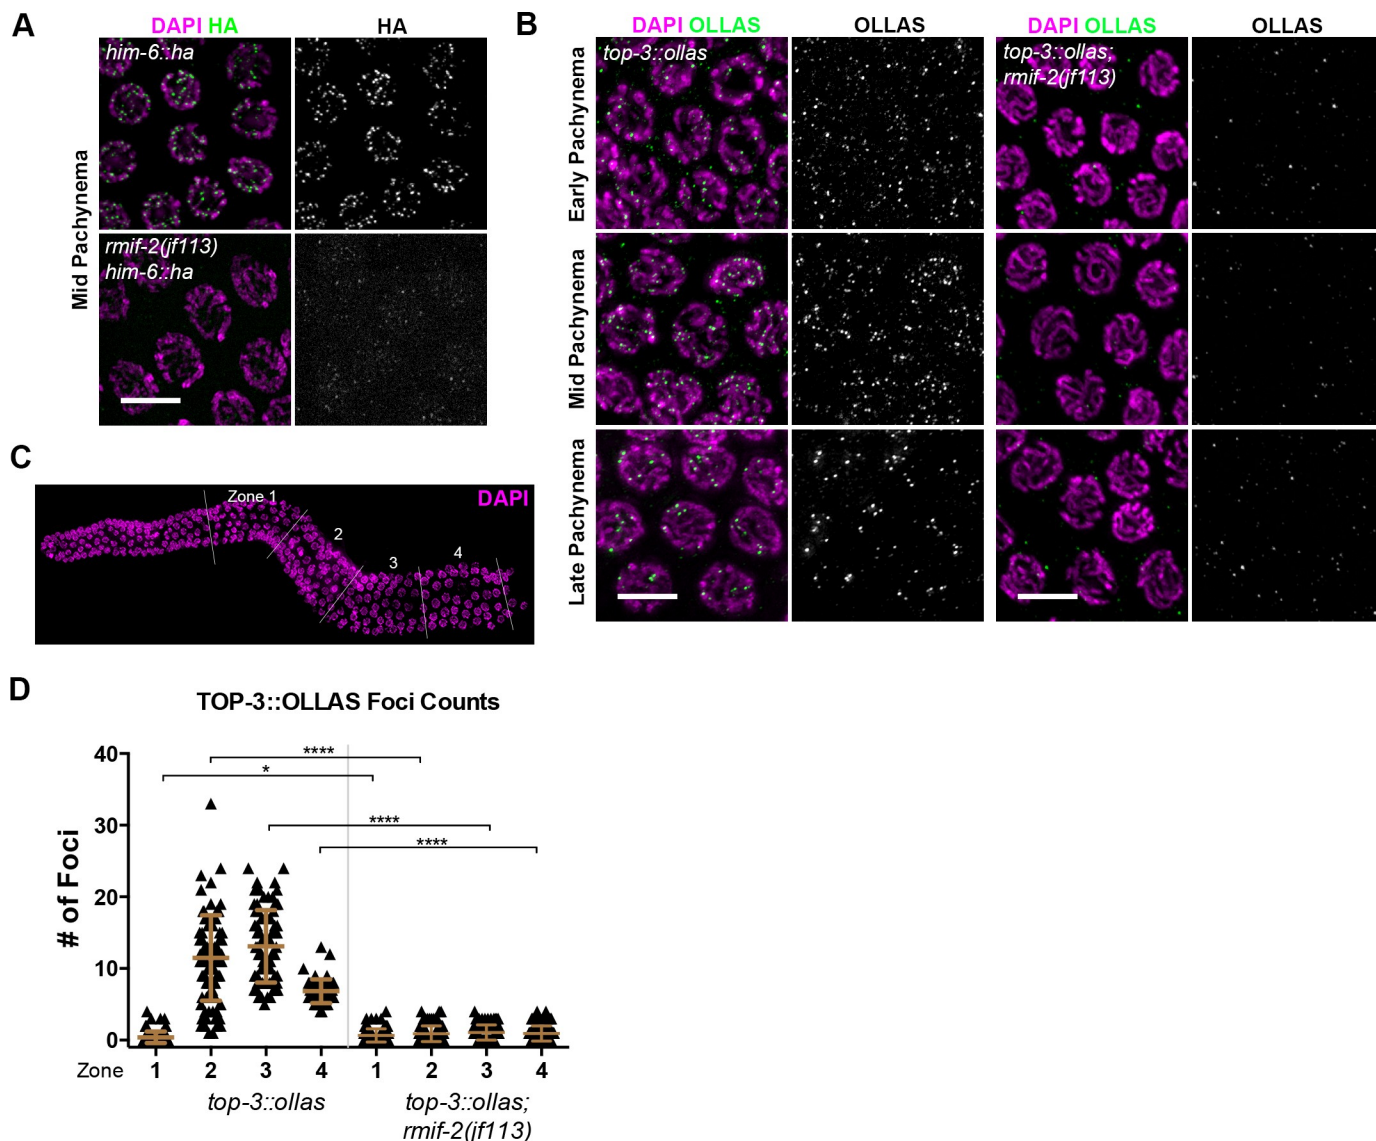 A
DAPI HA
HA
him-6::ha
rmif-2(jf113)
him-6::ha
Mid Pachynema
B
DAPI OLLAS
OLLAS
DAPI OLLAS
OLLAS
top-3::ollas
top-3::ollas;
rmif-2(jf113)
Early Pachynema
Mid Pachynema
Late Pachynema
C
DAPI
Zone 1
2
3
4
D
TOP-3::OLLAS Foci Counts
# of Foci
40
30
20
10
0
****
*
****
****
Zone 1 2 3 4 1 2 3 4
top-3::ollas
top-3::ollas;
rmif-2(jf113)